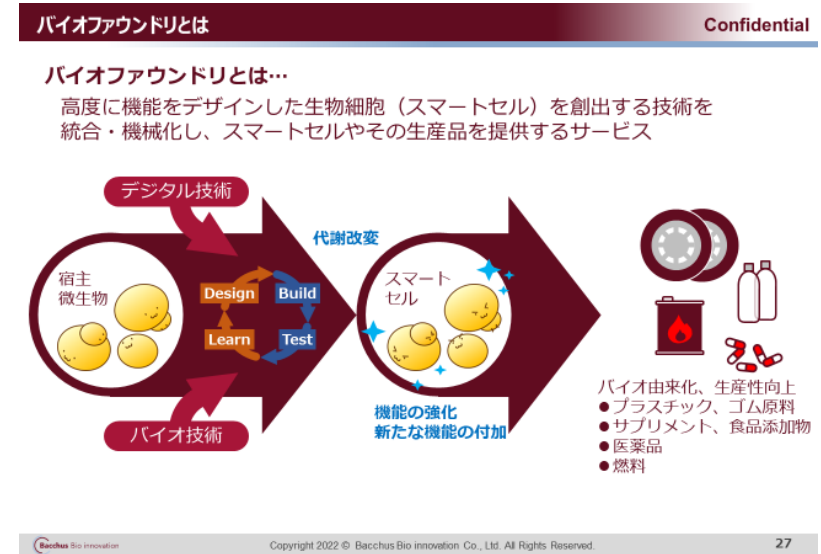 バイオファウンドリとは
Confidential
バイオファウンドリとは…
高度に機能をデザインした生物細胞（スマートセル）を創出する技術を
統合・機械化し、スマートセルやその生産品を提供するサービス
デジタル技術
代謝改変
宿主
微生物
Design
Build
Learn
Test
スマート
セル
バイオ技術
機能の強化
新たな機能の付加
バイオ由来化、生産性向上
●プラスチック、ゴム原料
●サプリメント、食品添加物
●医薬品
●燃料
Bacchus Bio innovation
Copyright 2022 © Bacchus Bio innovation Co., Ltd. All Rights Reserved.
27